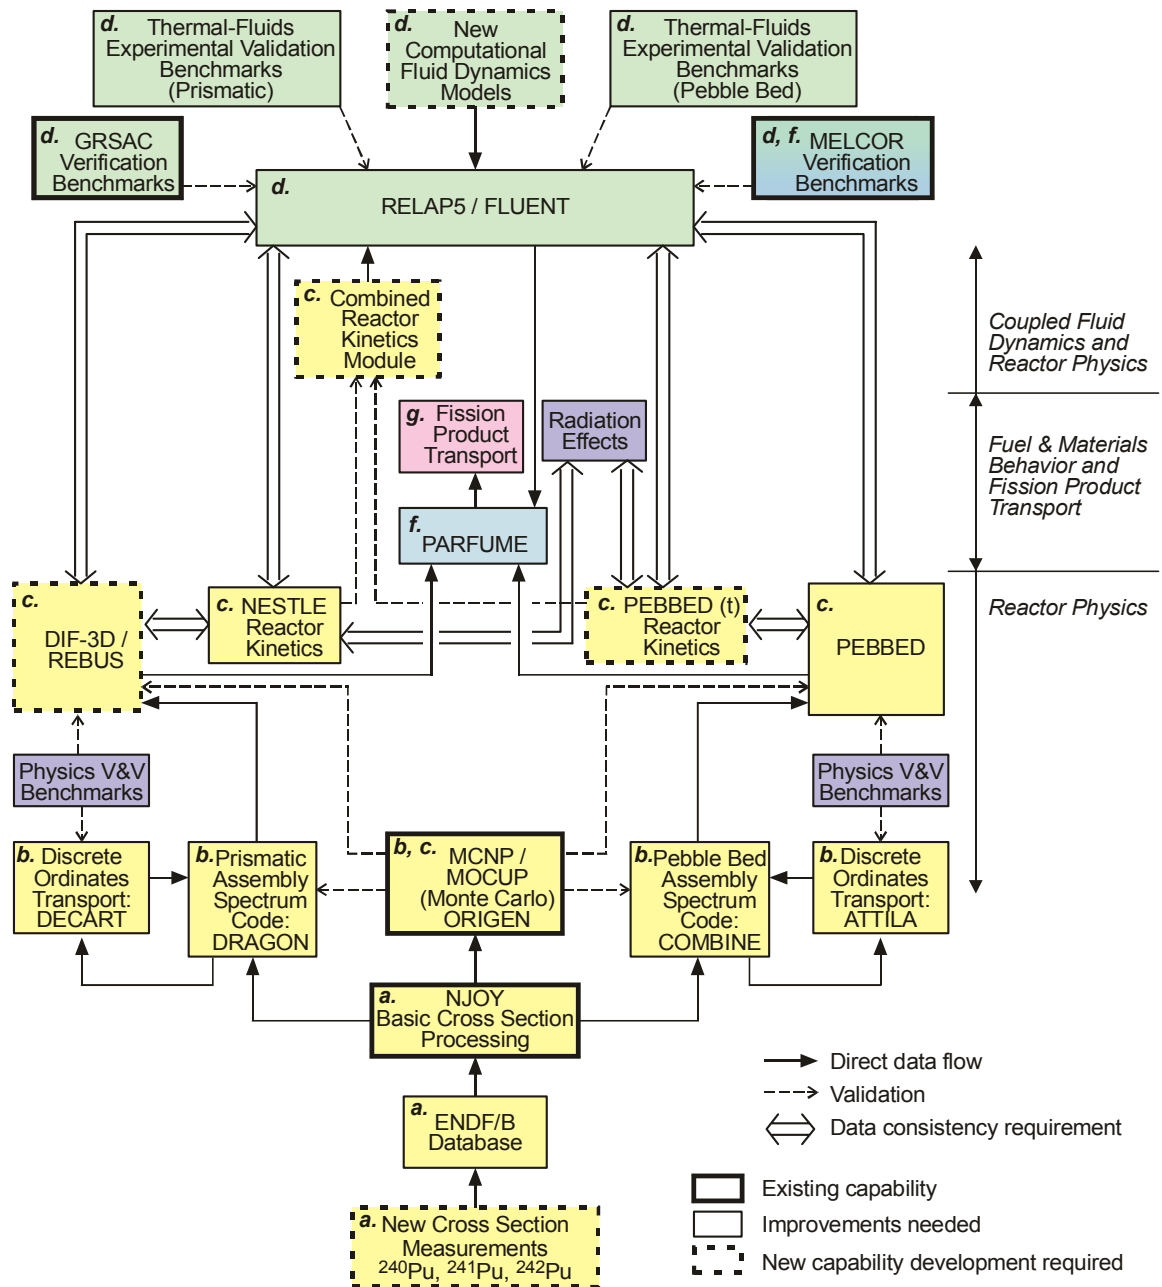 d. Thermal-Fluids
Experimental Validation
Benchmarks
(Prismatic)
d. New
Computational
Fluid Dynamics
Models
d. Thermal-Fluids
Experimental Validation
Benchmarks
(Pebble Bed)
d. GRSAC
Verification
Benchmarks
d, f. MELCOR
Verification
Benchmarks
d.
RELAP5 / FLUENT
c. Combined
Reactor
Kinetics
Module
Coupled Fluid
Dynamics and
Reactor Physics
g. Fission
Product
Transport
Radiation
Effects
Fuel & Materials
Behavior and
Fission Product
Transport
f.
PARFUME
c.
DIF-3D /
REBUS
c. NESTLE
Reactor
Kinetics
c. PEBBED (t)
Reactor
Kinetics
c.
PEBBED
Reactor Physics
Physics V&V
Benchmarks
Physics V&V
Benchmarks
b. Discrete
Ordinates
Transport:
DECART
b. Prismatic
Assembly
Spectrum
Code:
DRAGON
b, c.
MCNP /
MOCUP
(Monte Carlo)
ORIGEN
b. Pebble Bed
Assembly
Spectrum
Code:
COMBINE
b. Discrete
Ordinates
Transport:
ATTILA
a. NJOY
Basic Cross Section
Processing
a.
ENDF/B
Database
a. New Cross Section
Measurements
²⁴⁰Pu, ²⁴¹Pu, ²⁴²Pu
Direct data flow
Validation
Data consistency requirement
Existing capability
Improvements needed
New capability development required